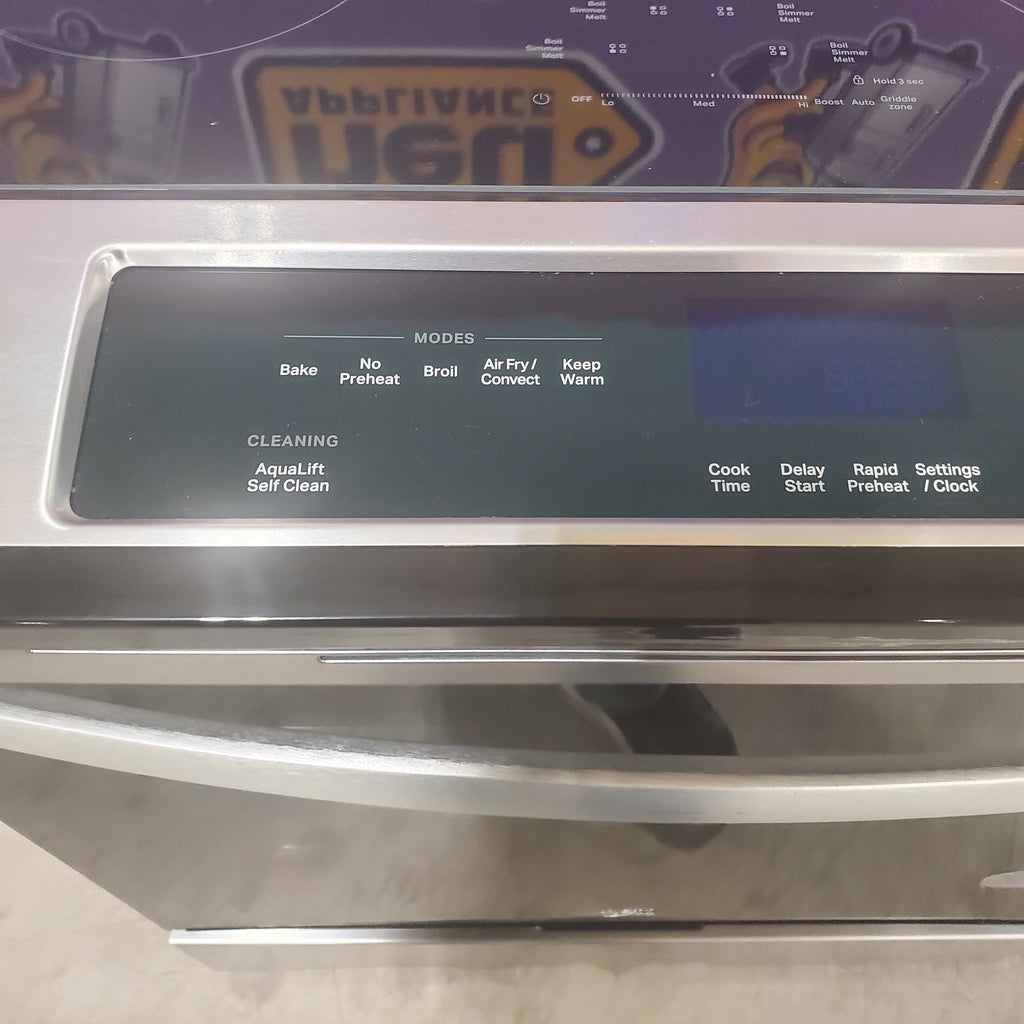 Boil
Simmer
Melt
Boil
Simmer
Melt
Boil
Simmer
Melt
Boil
Simmer
Melt
Hold 3 sec
OFF
Lo
Med
Hi
Boost
Auto
Griddle
zone
APPLIANCE
MODES
Bake
No
Preheat
Broil
Air Fry /
Convect
Keep
Warm
CLEANING
AquaLift
Self Clean
Cook
Time
Delay
Start
Rapid
Preheat
Settings
/ Clock